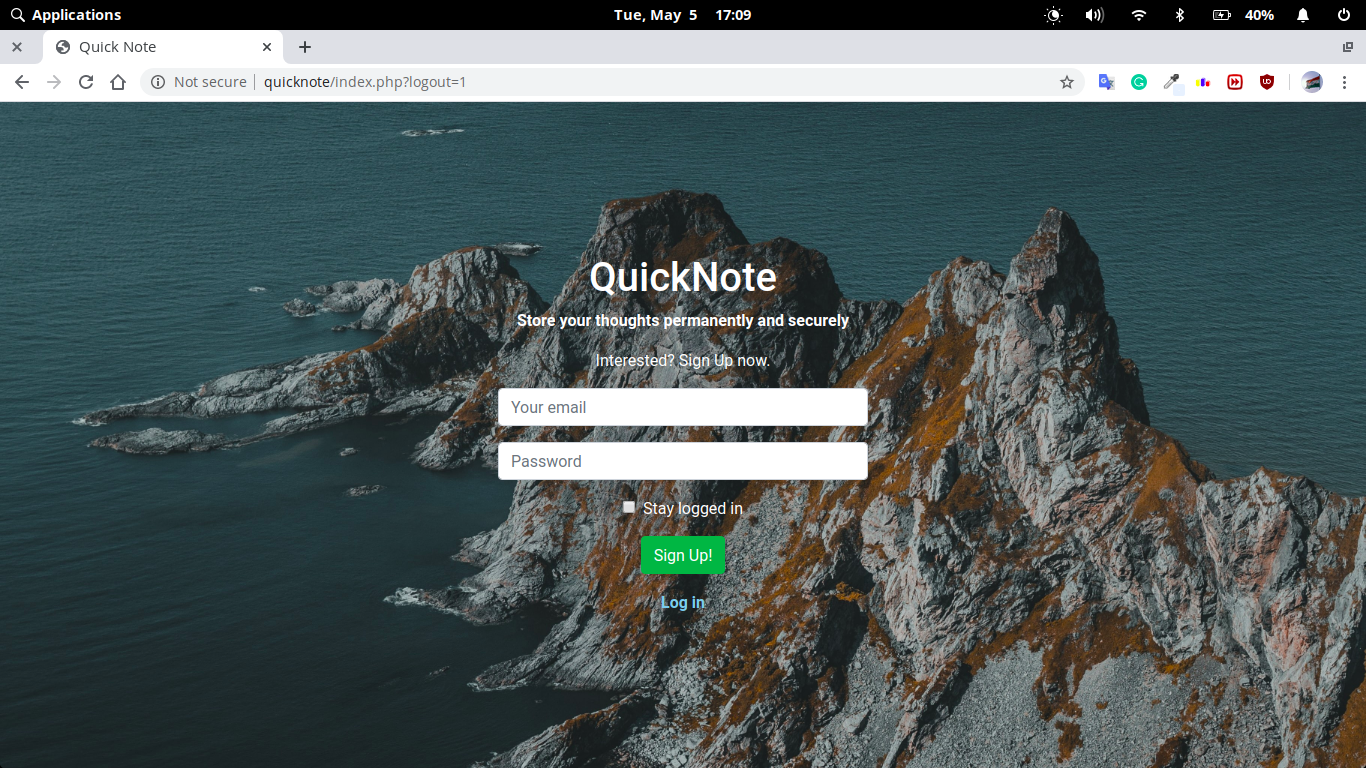 Applications
Tue, May 5 17:09
40%
Quick Note
Not secure | quicknote/index.php?logout=1
QuickNote
Store your thoughts permanently and securely
Interested? Sign Up now.
Your email
Password
Stay logged in
Sign Up!
Log in